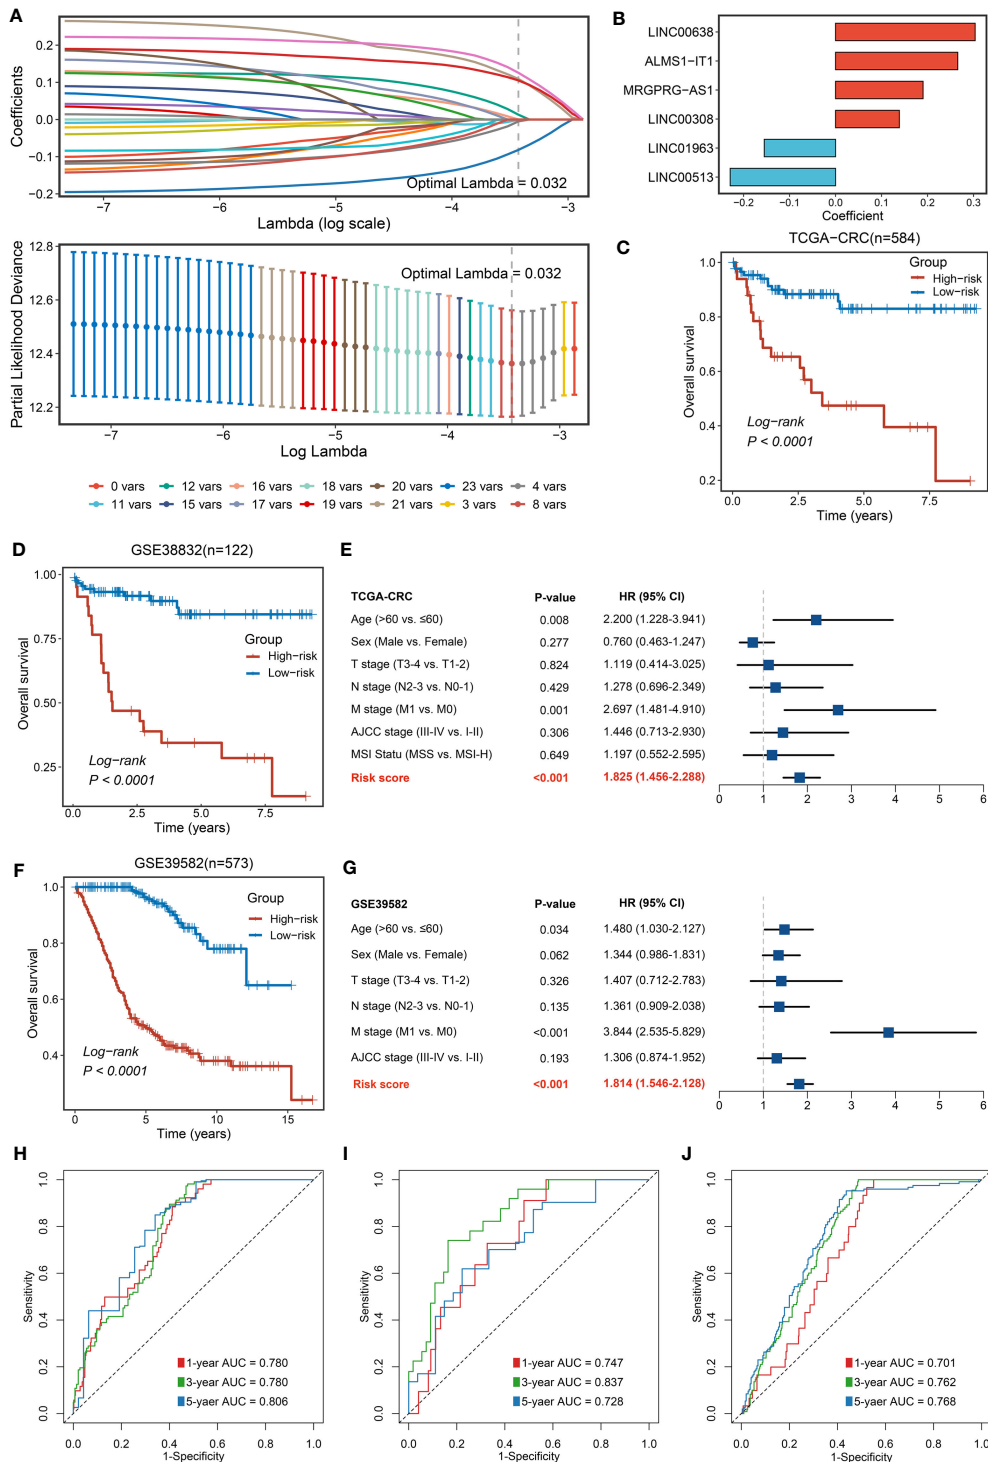 A
Coefficients
0.2
0.1
0.0
−0.1
−0.2
Optimal Lambda = 0.032
−7
−6
−5
−4
−3
Lambda (log scale)
Partial Likelihood Deviance
12.8
12.6
12.4
12.2
Optimal Lambda = 0.032
−7
−6
−5
−4
−3
Log Lambda
0 vars 12 vars 16 vars 18 vars 20 vars 23 vars 4 vars
11 vars 15 vars 17 vars 19 vars 21 vars 3 vars 8 vars
B
LINC00638
ALMS1−IT1
MRGPRG−AS1
LINC00308
LINC01963
LINC00513
−0.2 −0.1 0.0 0.1 0.2 0.3
Coefficient
C
TCGA−CRC(n=584)
Group
High−risk
Low−risk
Overall survival
1.0
0.8
0.6
0.4
0.2
Log−rank
P < 0.0001
0.0 2.5 5.0 7.5
Time (years)
D
GSE38832(n=122)
Overall survival
1.00
0.75
0.50
0.25
Group
High−risk
Low−risk
Log−rank
P < 0.0001
0.0 2.5 5.0 7.5
Time (years)
E
TCGA-CRC P-value HR (95% CI)
Age (>60 vs. ≤60) 0.008 2.200 (1.228-3.941)
Sex (Male vs. Female) 0.277 0.760 (0.463-1.247)
T stage (T3-4 vs. T1-2) 0.824 1.119 (0.414-3.025)
N stage (N2-3 vs. N0-1) 0.429 1.278 (0.696-2.349)
M stage (M1 vs. M0) 0.001 2.697 (1.481-4.910)
AJCC stage (III-IV vs. I-II) 0.306 1.446 (0.713-2.930)
MSI Statu (MSS vs. MSI-H) 0.649 1.197 (0.552-2.595)
Risk score <0.001 1.825 (1.456-2.288)
0 1 2 3 4 5 6
F
GSE39582(n=573)
Overall survival
1.0
0.8
0.6
0.4
Group
High−risk
Low−risk
Log−rank
P < 0.0001
0 5 10 15
Time (years)
G
GSE39582 P-value HR (95% CI)
Age (>60 vs. ≤60) 0.034 1.480 (1.030-2.127)
Sex (Male vs. Female) 0.062 1.344 (0.986-1.831)
T stage (T3-4 vs. T1-2) 0.326 1.407 (0.712-2.783)
N stage (N2-3 vs. N0-1) 0.135 1.361 (0.909-2.038)
M stage (M1 vs. M0) <0.001 3.844 (2.535-5.829)
AJCC stage (III-IV vs. I-II) 0.193 1.306 (0.874-1.952)
Risk score <0.001 1.814 (1.546-2.128)
0 1 2 3 4 5 6
H
Sensitivity
1.0
0.8
0.6
0.4
0.2
0.0
1-year AUC = 0.780
3-year AUC = 0.780
5-yaer AUC = 0.806
0.0 0.2 0.4 0.6 0.8 1.0
1-Specificity
I
Sensitivity
1.0
0.8
0.6
0.4
0.2
0.0
1-year AUC = 0.747
3-year AUC = 0.837
5-yaer AUC = 0.728
0.0 0.2 0.4 0.6 0.8 1.0
1-Specificity
J
Sensitivity
1.0
0.8
0.6
0.4
0.2
0.0
1-year AUC = 0.701
3-year AUC = 0.762
5-yaer AUC = 0.768
0.0 0.2 0.4 0.6 0.8 1.0
1-Specificity